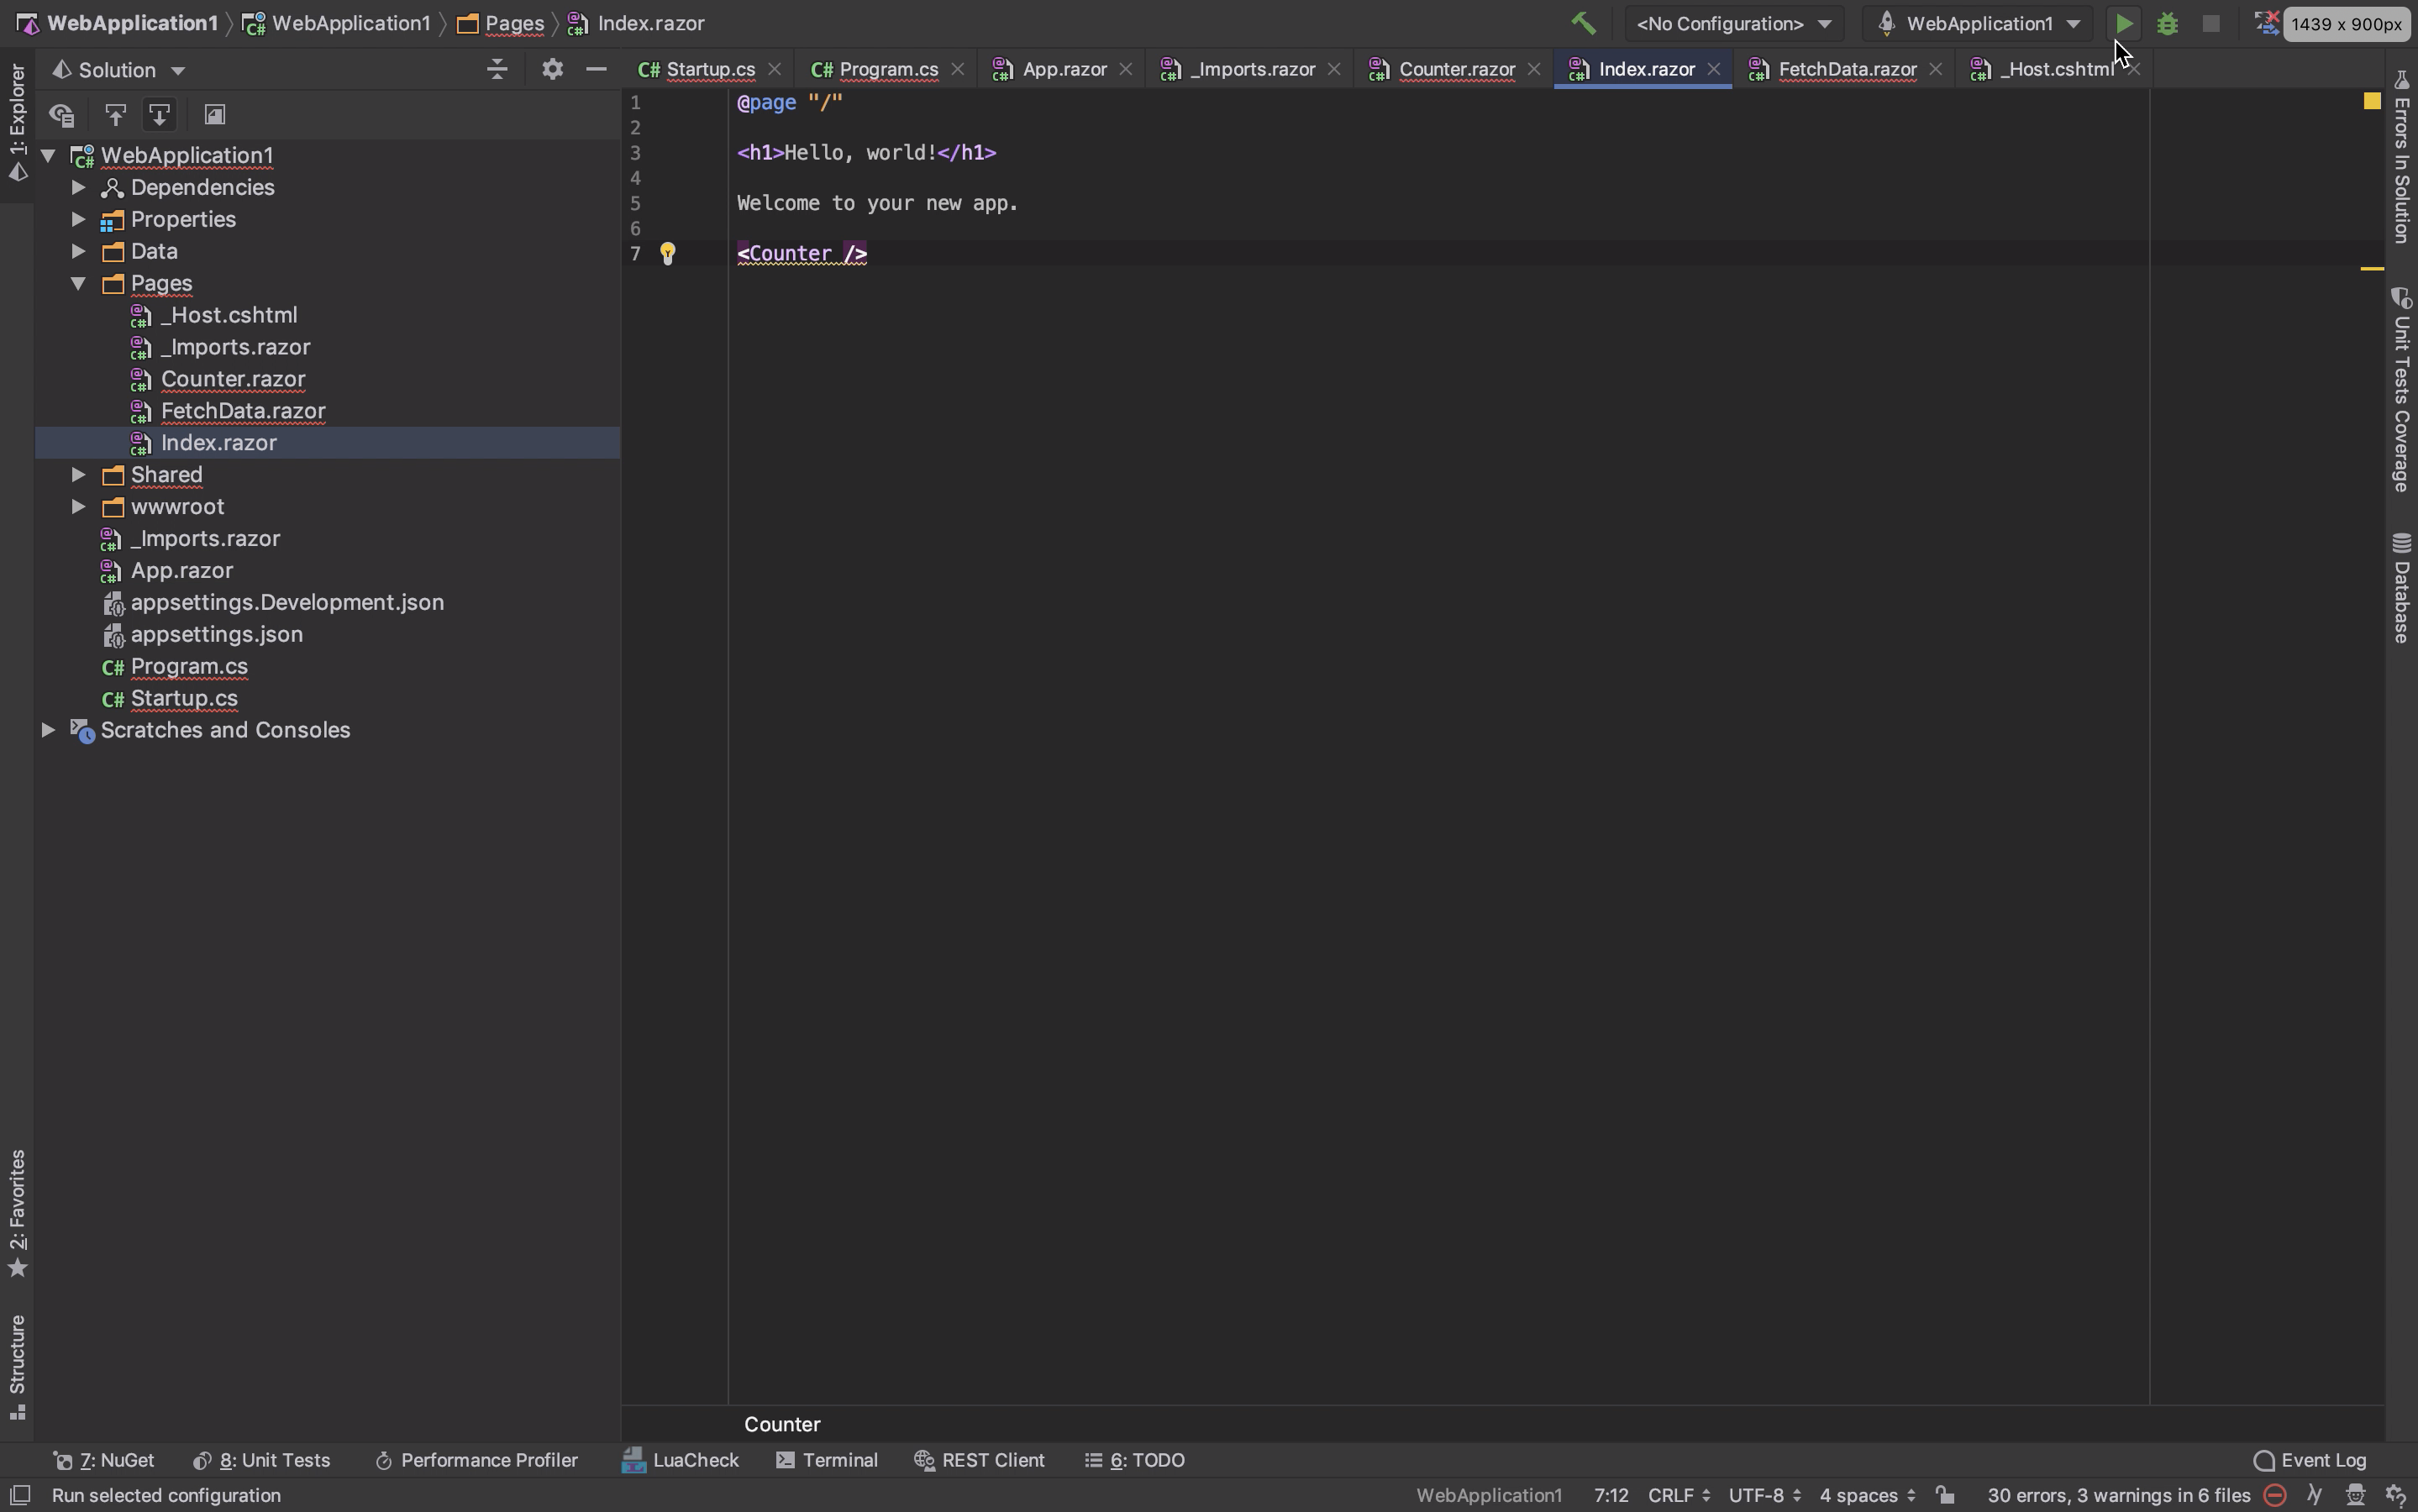 WebApplication1 WebApplication1 Pages Index.razor <No Configuration> WebApplication1 1439 x 900px
1: Explorer
Solution
Startup.cs Program.cs App.razor _Imports.razor Counter.razor Index.razor FetchData.razor _Host.cshtml
WebApplication1
Dependencies
Properties
Data
Pages
_Host.cshtml
_Imports.razor
Counter.razor
FetchData.razor
Index.razor
Shared
wwwroot
_Imports.razor
App.razor
appsettings.Development.json
appsettings.json
C# Program.cs
C# Startup.cs
Scratches and Consoles
1 @page "/"
2
3 <h1>Hello, world!</h1>
4
5 Welcome to your new app.
6
7 <Counter />
Errors In Solution
Unit Tests Coverage
Database
2: Favorites
Structure
Counter
7: NuGet 8: Unit Tests Performance Profiler LuaCheck Terminal REST Client 6: TODO Event Log
Run selected configuration WebApplication1 7:12 CRLF UTF-8 4 spaces 30 errors, 3 warnings in 6 files